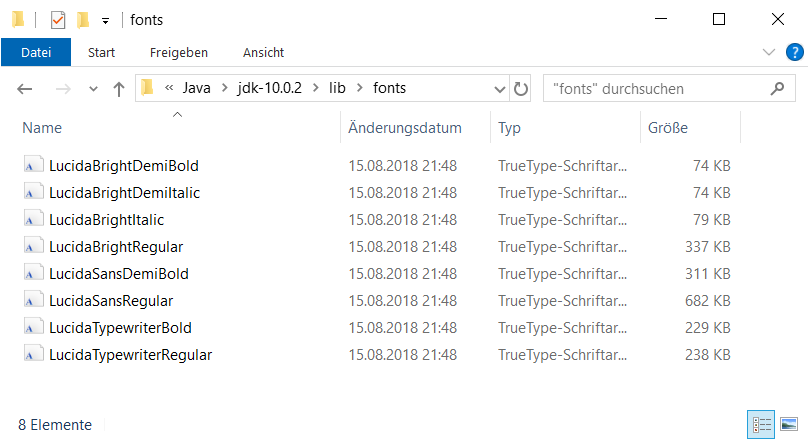 fonts
Datei Start Freigeben Ansicht
« Java > jdk-10.0.2 > lib > fonts "fonts" durchsuchen
Name Änderungsdatum Typ Größe
LucidaBrightDemiBold 15.08.2018 21:48 TrueType-Schriftar... 74 KB
LucidaBrightDemiItalic 15.08.2018 21:48 TrueType-Schriftar... 74 KB
LucidaBrightItalic 15.08.2018 21:48 TrueType-Schriftar... 79 KB
LucidaBrightRegular 15.08.2018 21:48 TrueType-Schriftar... 337 KB
LucidaSansDemiBold 15.08.2018 21:48 TrueType-Schriftar... 311 KB
LucidaSansRegular 15.08.2018 21:48 TrueType-Schriftar... 682 KB
LucidaTypewriterBold 15.08.2018 21:48 TrueType-Schriftar... 229 KB
LucidaTypewriterRegular 15.08.2018 21:48 TrueType-Schriftar... 238 KB
8 Elemente